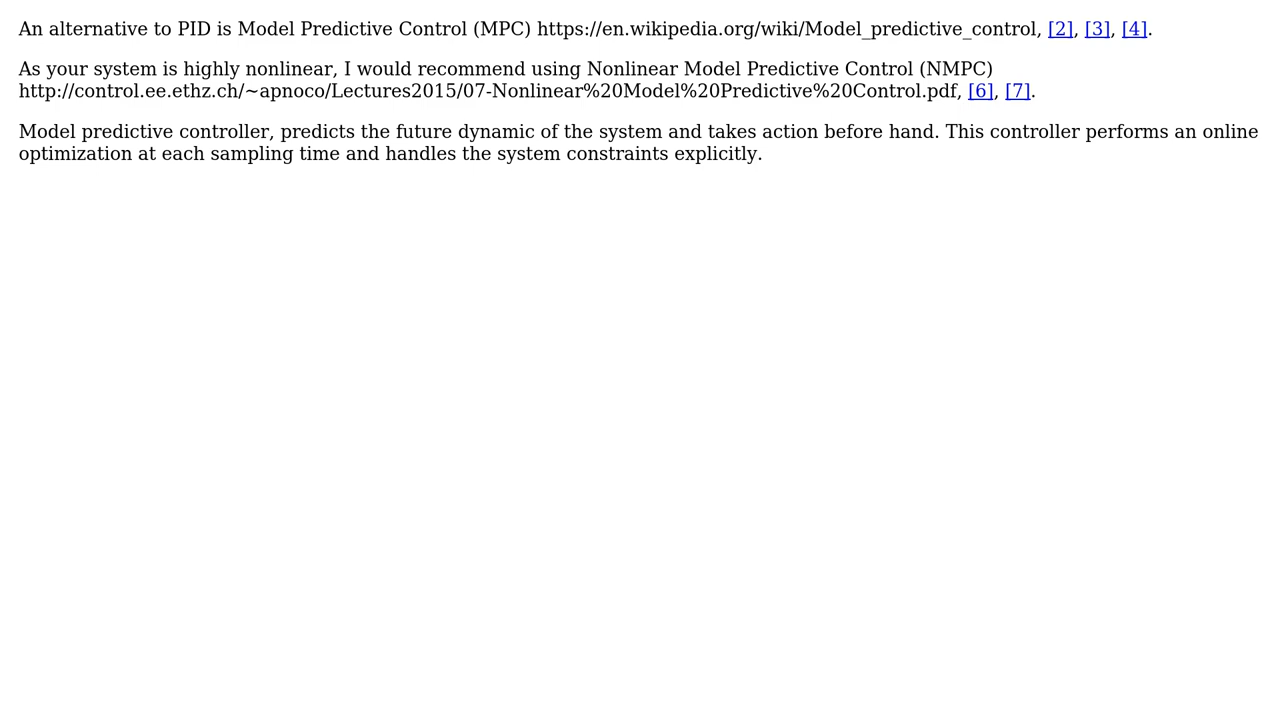 An alternative to PID is Model Predictive Control (MPC) https://en.wikipedia.org/wiki/Model_predictive_control, [2], [3], [4].
As your system is highly nonlinear, I would recommend using Nonlinear Model Predictive Control (NMPC)
http://control.ee.ethz.ch/~apnoco/Lectures2015/07-Nonlinear%20Model%20Predictive%20Control.pdf, [6], [7].
Model predictive controller, predicts the future dynamic of the system and takes action before hand. This controller performs an online
optimization at each sampling time and handles the system constraints explicitly.